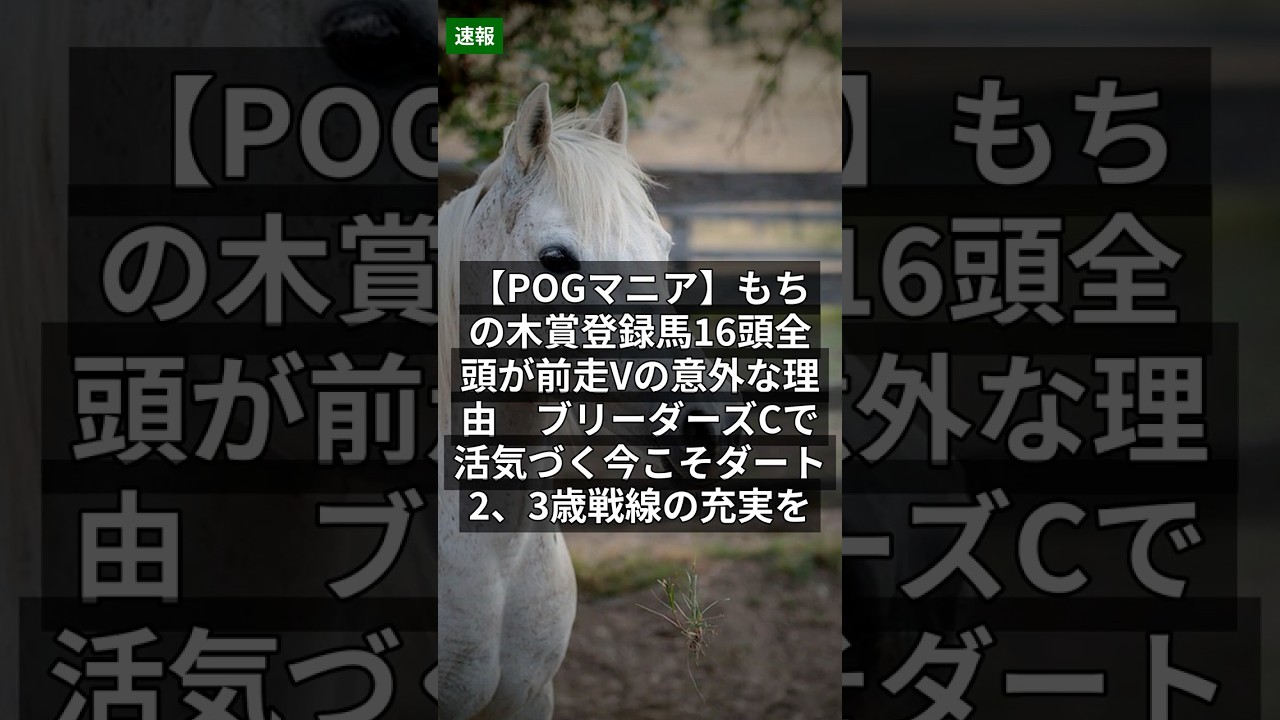 速報
【POGマニア】もち
の木賞登録馬16頭全
頭が前走Vの意外な理
由　ブリーダーズCで
活気づく今こそダート
2、3歳戦線の充実を